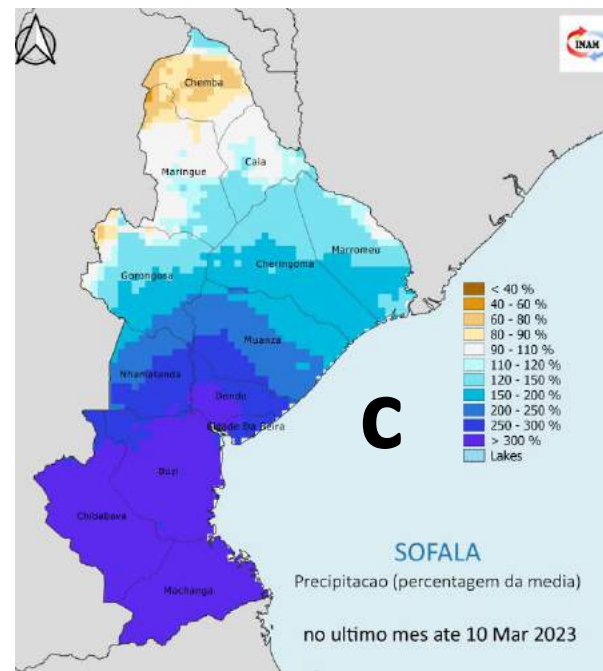 INAM
Chemba
Caia
Maringue
Marromeu
Cheringoma
Gorongosa
Muanza
Nhamatanda
Dondo
Cidade Da Beira
Buzi
Chibabava
Machanga
< 40 %
40 - 60 %
60 - 80 %
80 - 90 %
90 - 110 %
110 - 120 %
120 - 150 %
150 - 200 %
200 - 250 %
250 - 300 %
> 300 %
Lakes
C
SOFALA
Precipitacao (percentagem da media)
no ultimo mes ate 10 Mar 2023